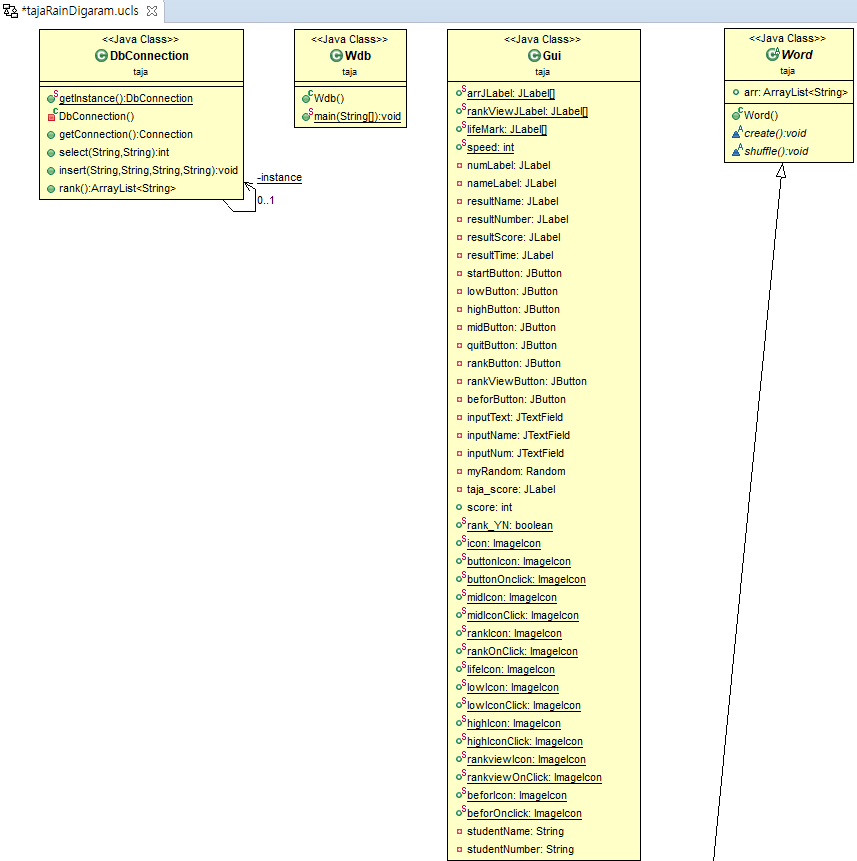 *tajaRainDigaram.ucls
<<Java Class>>
DbConnection
taja
getInstance():DbConnection
DbConnection()
getConnection():Connection
select(String,String):int
insert(String,String,String,String):void
rank():ArrayList<String>
-instance
0..1
<<Java Class>>
Wdb
taja
Wdb()
main(String[]):void
<<Java Class>>
Gui
taja
arrJLabel: JLabel[]
rankViewJLabel: JLabel[]
lifeMark: JLabel[]
speed: int
numLabel: JLabel
nameLabel: JLabel
resultName: JLabel
resultNumber: JLabel
resultScore: JLabel
resultTime: JLabel
startButton: JButton
lowButton: JButton
highButton: JButton
midButton: JButton
quitButton: JButton
rankButton: JButton
rankViewButton: JButton
beforButton: JButton
inputText: JTextField
inputName: JTextField
inputNum: JTextField
myRandom: Random
taja_score: JLabel
score: int
rank_YN: boolean
icon: ImageIcon
buttonIcon: ImageIcon
buttonOnclick: ImageIcon
midIcon: ImageIcon
midIconClick: ImageIcon
rankIcon: ImageIcon
rankOnClick: ImageIcon
lifeIcon: ImageIcon
lowIcon: ImageIcon
lowIconClick: ImageIcon
highIcon: ImageIcon
highIconClick: ImageIcon
rankviewIcon: ImageIcon
rankviewOnClick: ImageIcon
beforIcon: ImageIcon
beforOnclick: ImageIcon
studentName: String
studentNumber: String
<<Java Class>>
Word
taja
arr: ArrayList<String>
Word()
create():void
shuffle():void